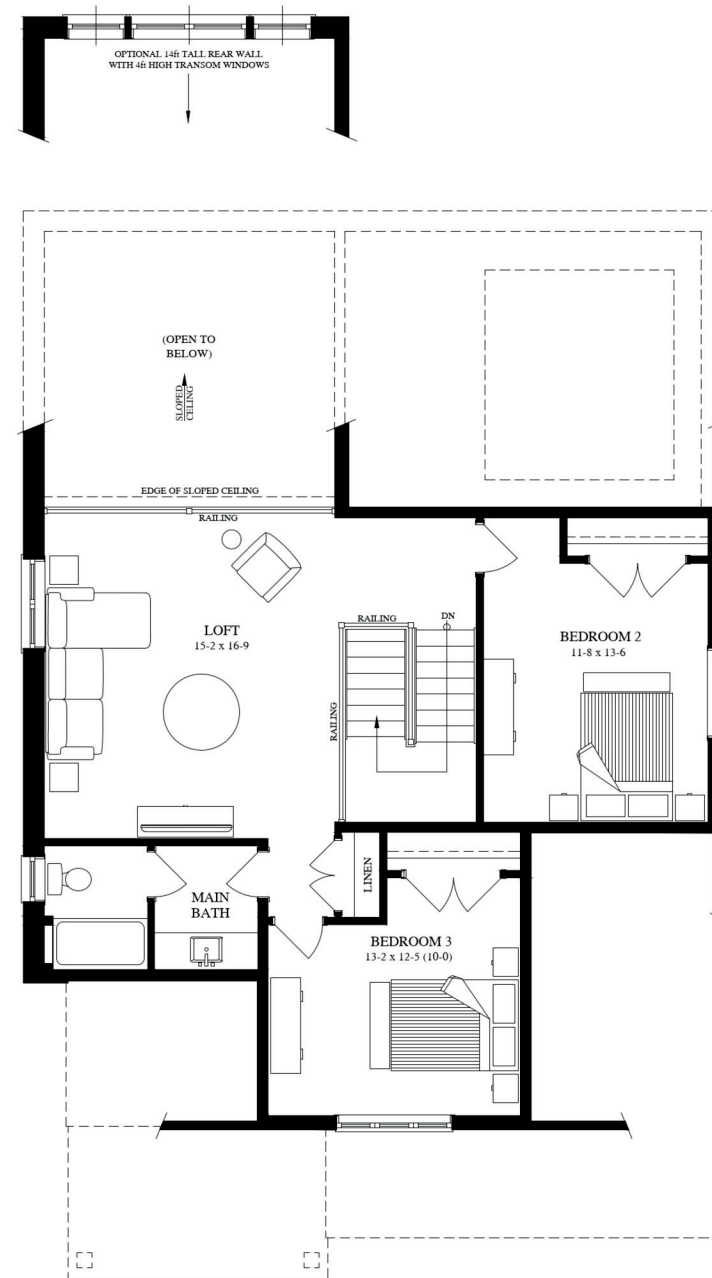 OPTIONAL 14ft TALL REAR WALL
WITH 4ft HIGH TRANSOM WINDOWS
(OPEN TO
BELOW)
SLOPED
CELING
EDGE OF SLOPED CEILING
RAILING
LOFT
15-2 x 16-9
RAILING
DN
RAILING
BEDROOM 2
11-8 x 13-6
LINEN
MAIN
BATH
BEDROOM 3
13-2 x 12-5 (10-0)